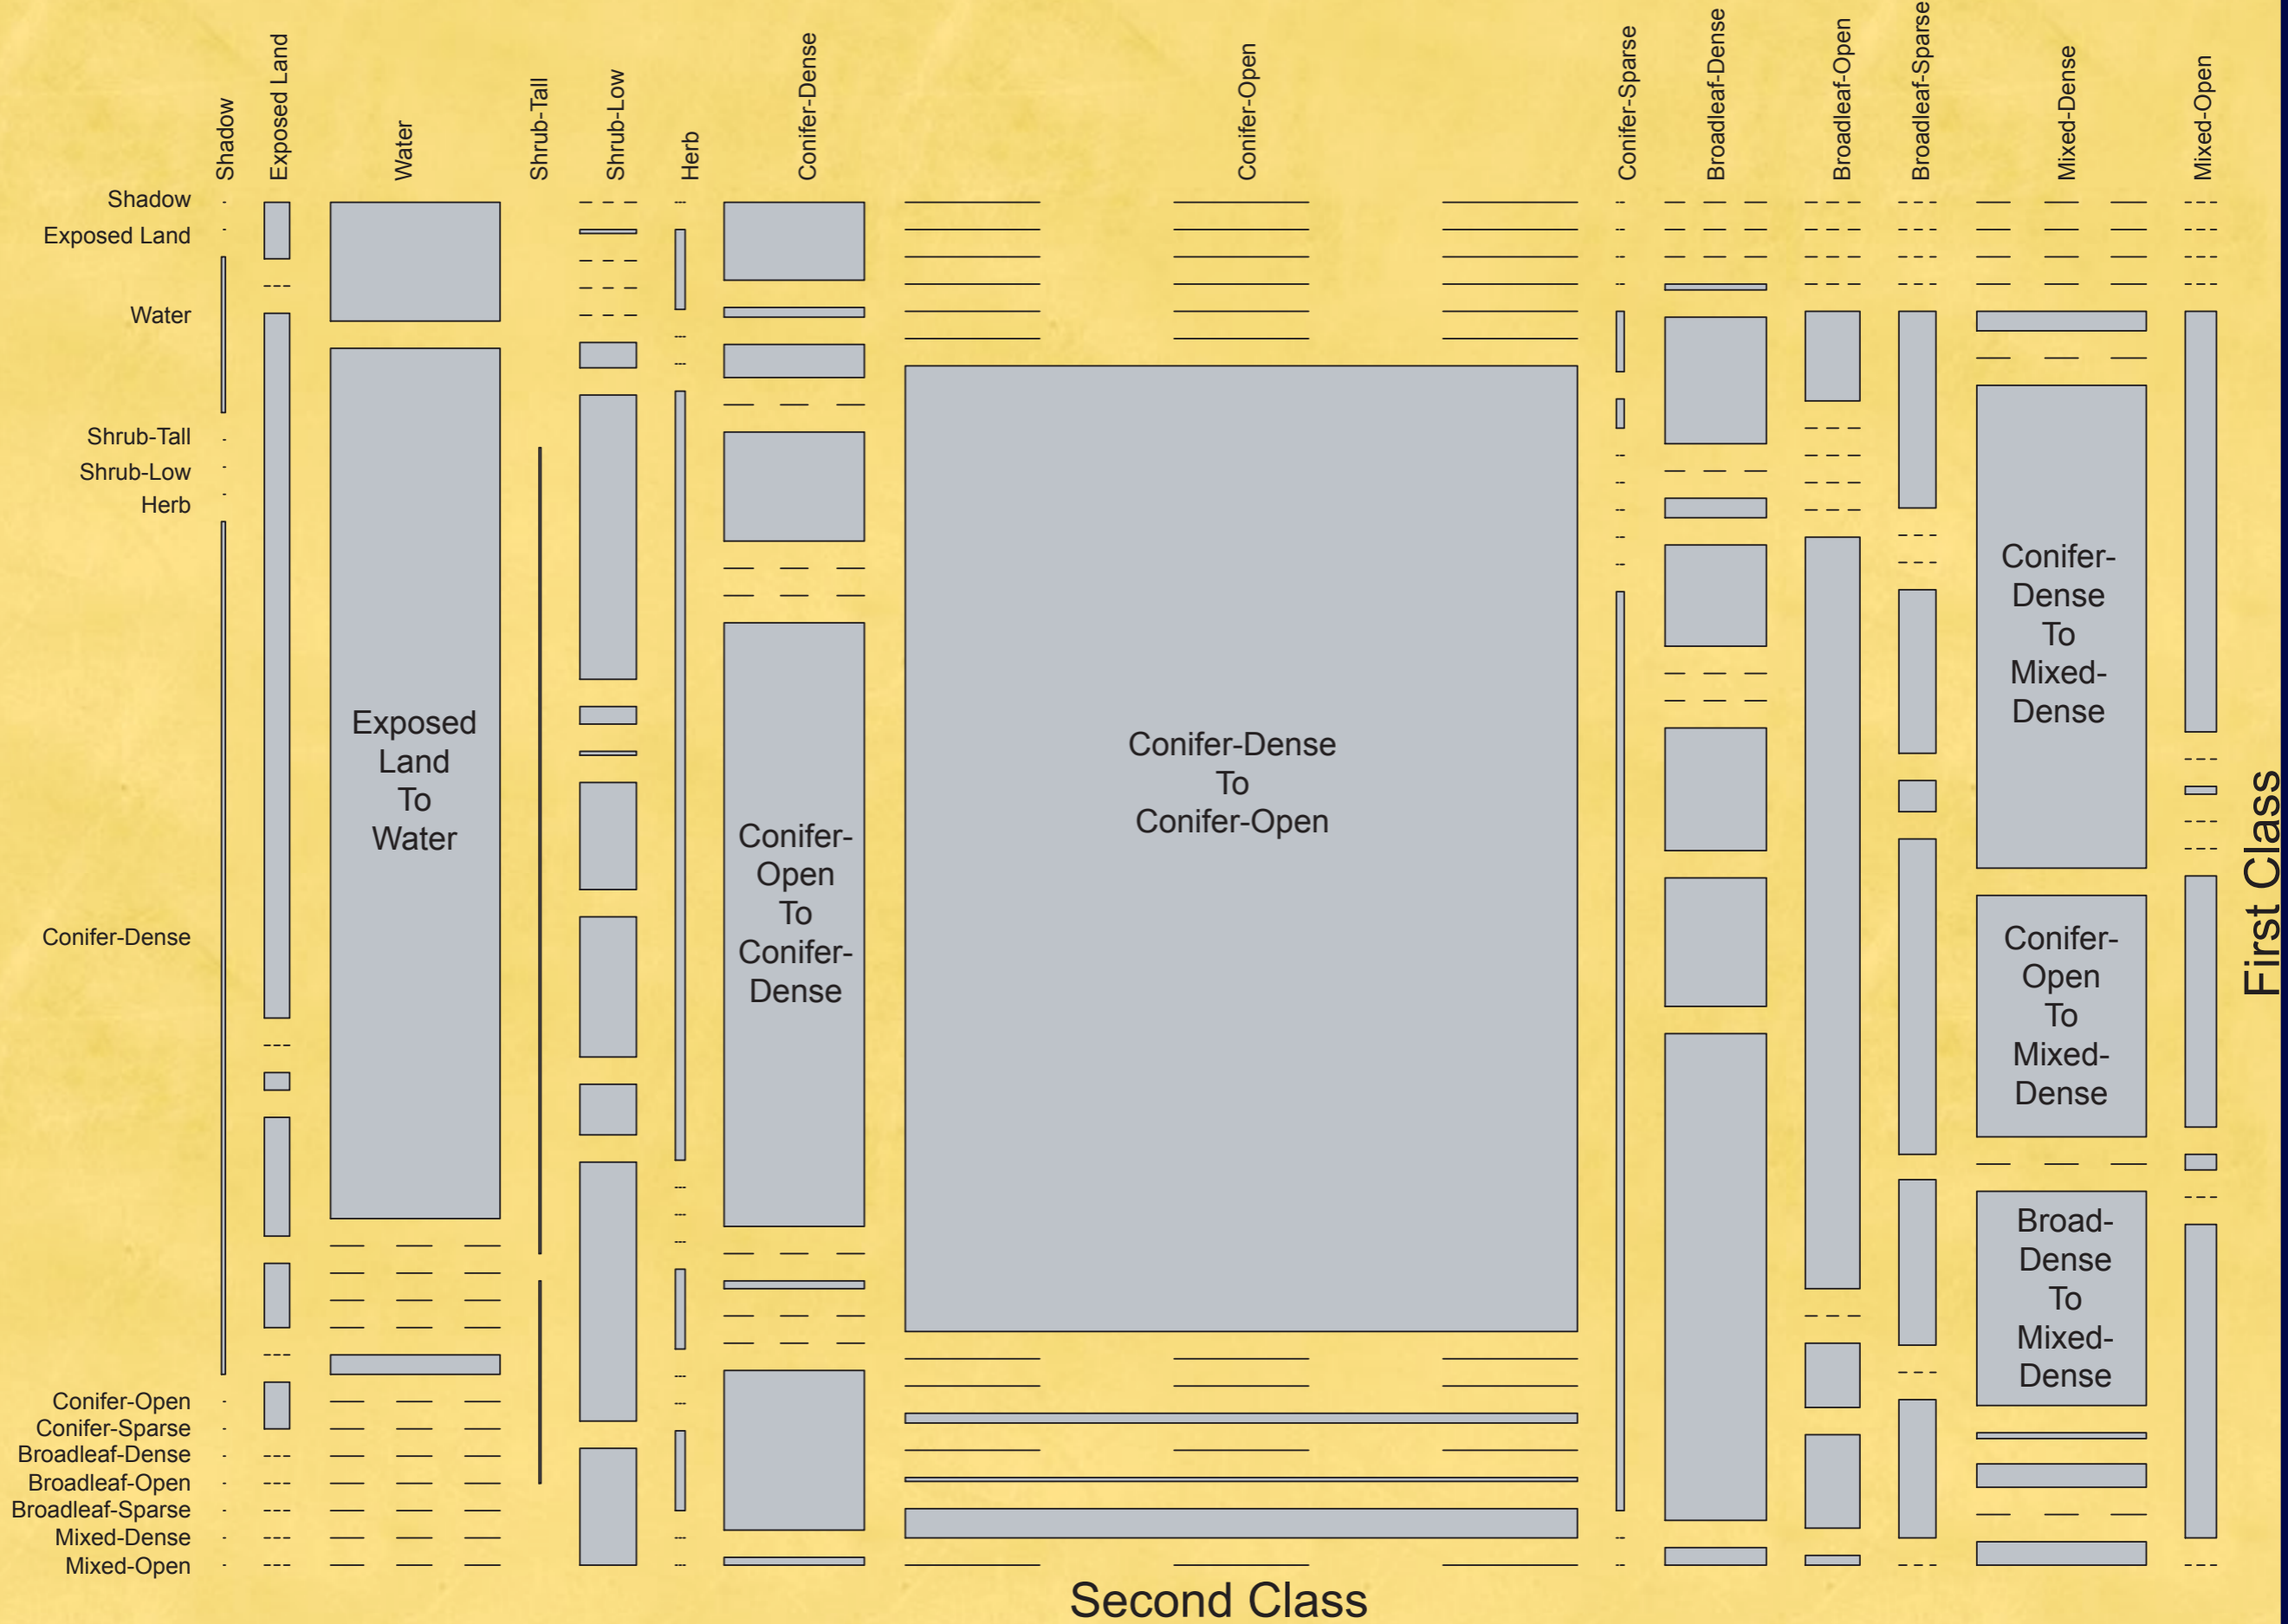 Shadow
Exposed Land
Water
Shrub-Tall
Shrub-Low
Herb
Conifer-Dense
Conifer-Open
Conifer-Sparse
Broadleaf-Dense
Broadleaf-Open
Broadleaf-Sparse
Mixed-Dense
Mixed-Open
Shadow
Exposed Land
Water
Shrub-Tall
Shrub-Low
Herb
Conifer-Dense
Conifer-Open
Conifer-Sparse
Broadleaf-Dense
Broadleaf-Open
Broadleaf-Sparse
Mixed-Dense
Mixed-Open
Exposed
Land
To
Water
Conifer-
Open
To
Conifer-
Dense
Conifer-Dense
To
Conifer-Open
Conifer-
Dense
To
Mixed-
Dense
Conifer-
Open
To
Mixed-
Dense
Broad-
Dense
To
Mixed-
Dense
First Class
Second Class